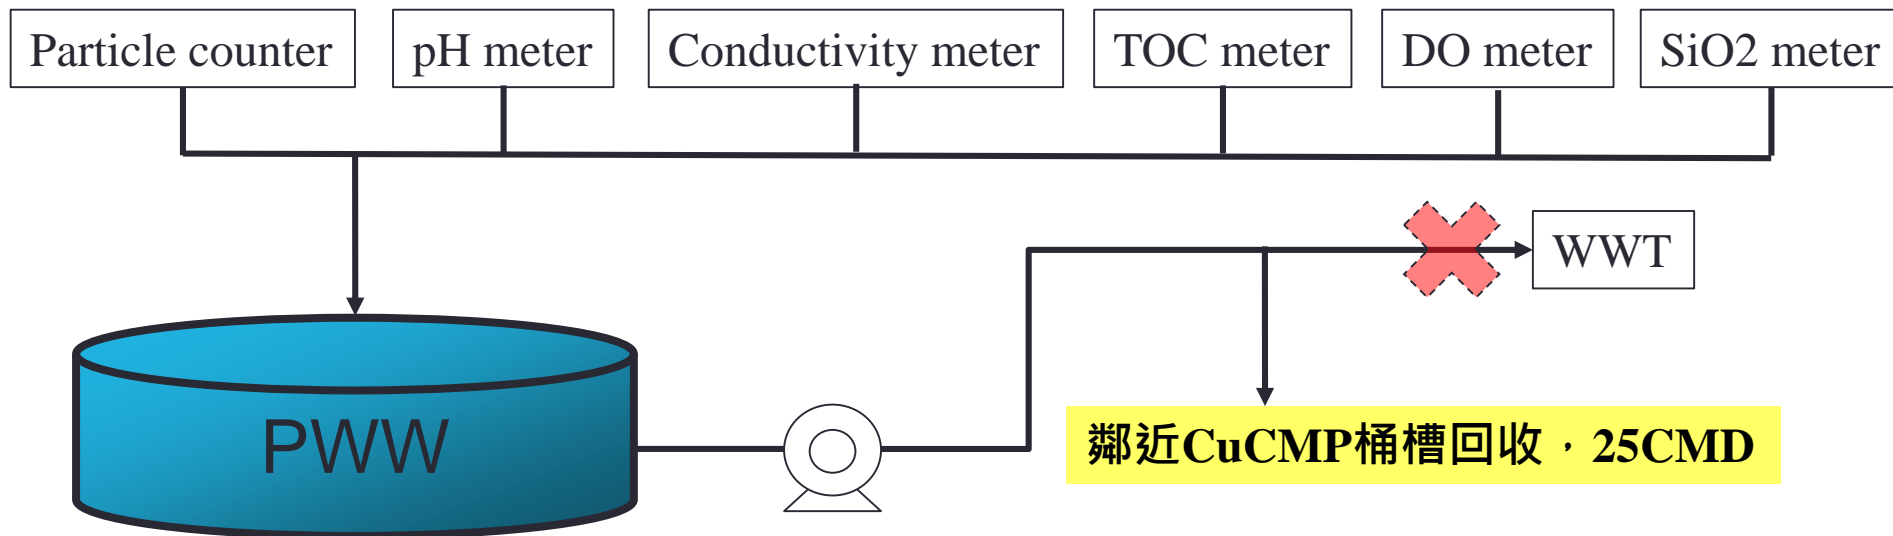 Particle counter
pH meter
Conductivity meter
TOC meter
DO meter
SiO2 meter
WWT
PWW
鄰近CuCMP桶槽回收，25CMD